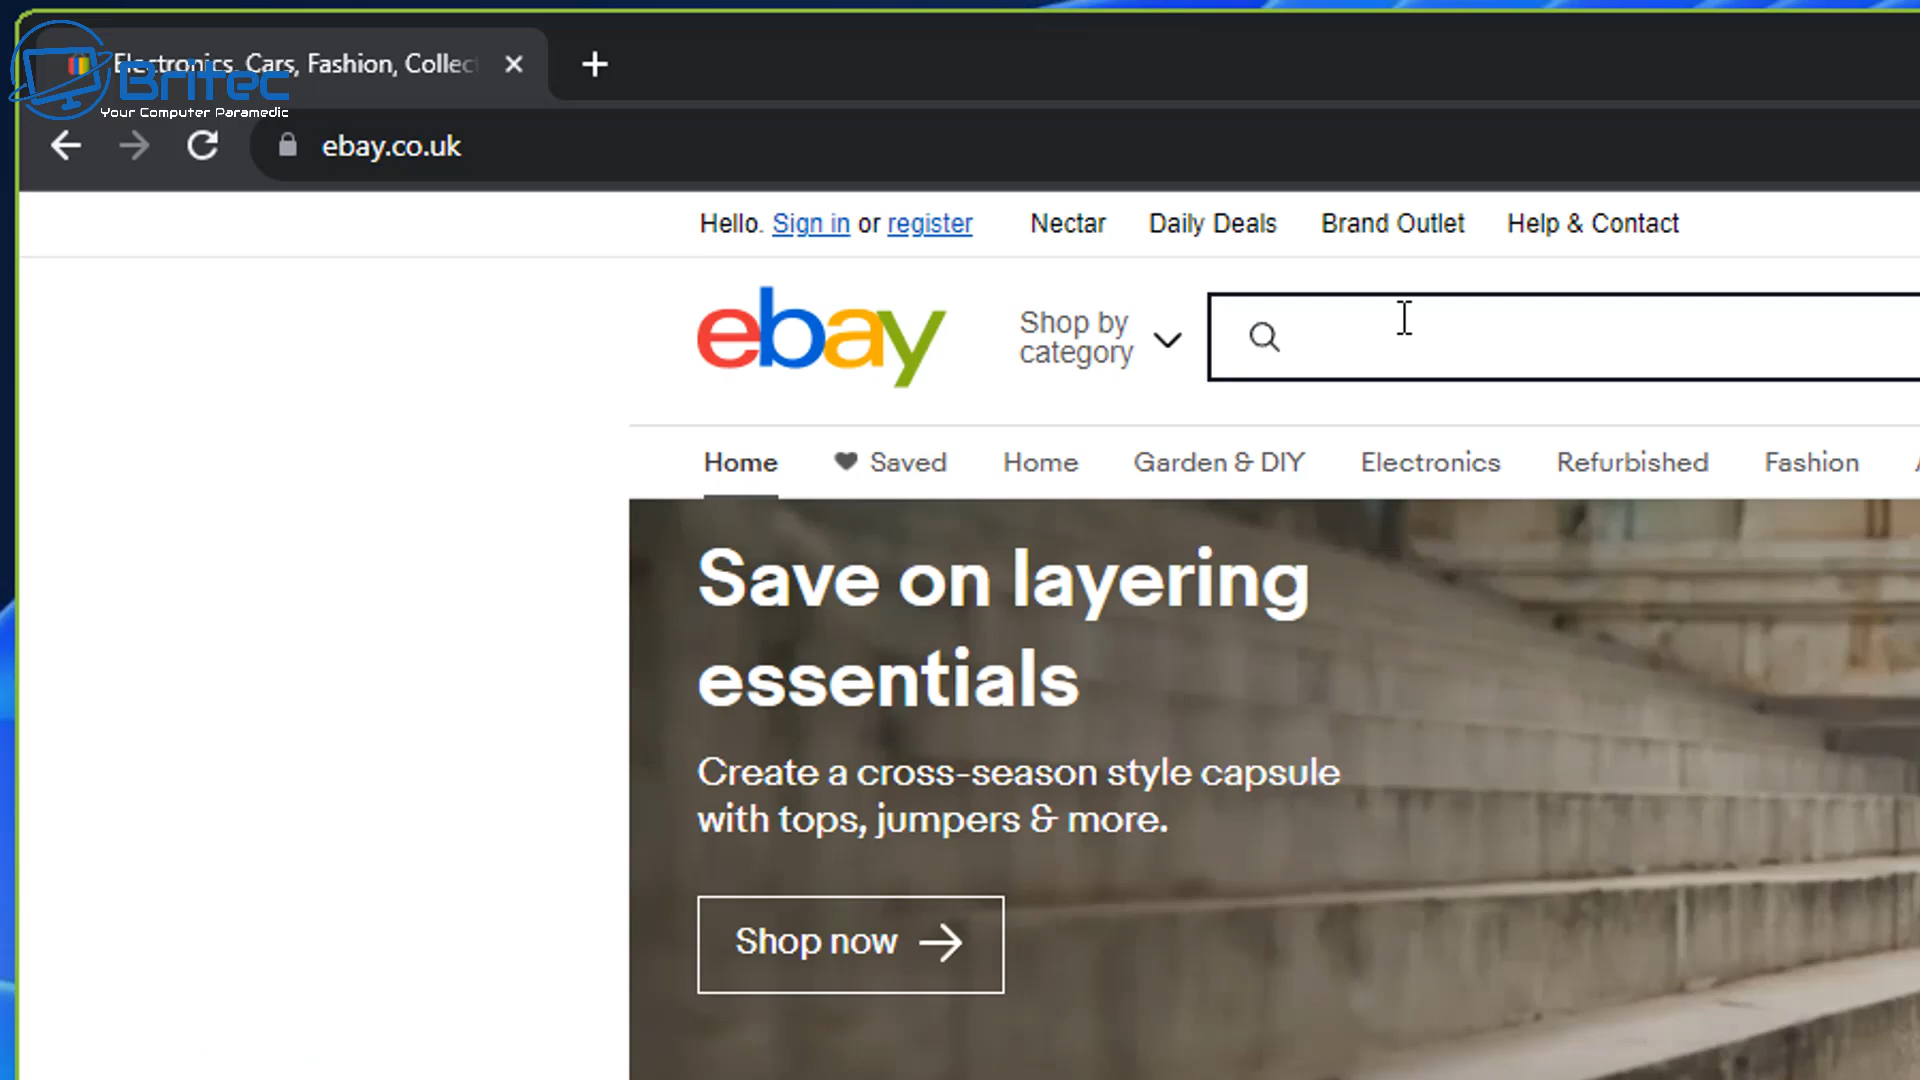 Electronics, Cars, Fashion, Collect
Britec
Your Computer Paramedic
ebay.co.uk
Hello. Sign in or register Nectar Daily Deals Brand Outlet Help & Contact
ebay
Shop by
category
Home Saved Home Garden & DIY Electronics Refurbished Fashion
Save on layering
essentials
Create a cross-season style capsule
with tops, jumpers & more.
Shop now